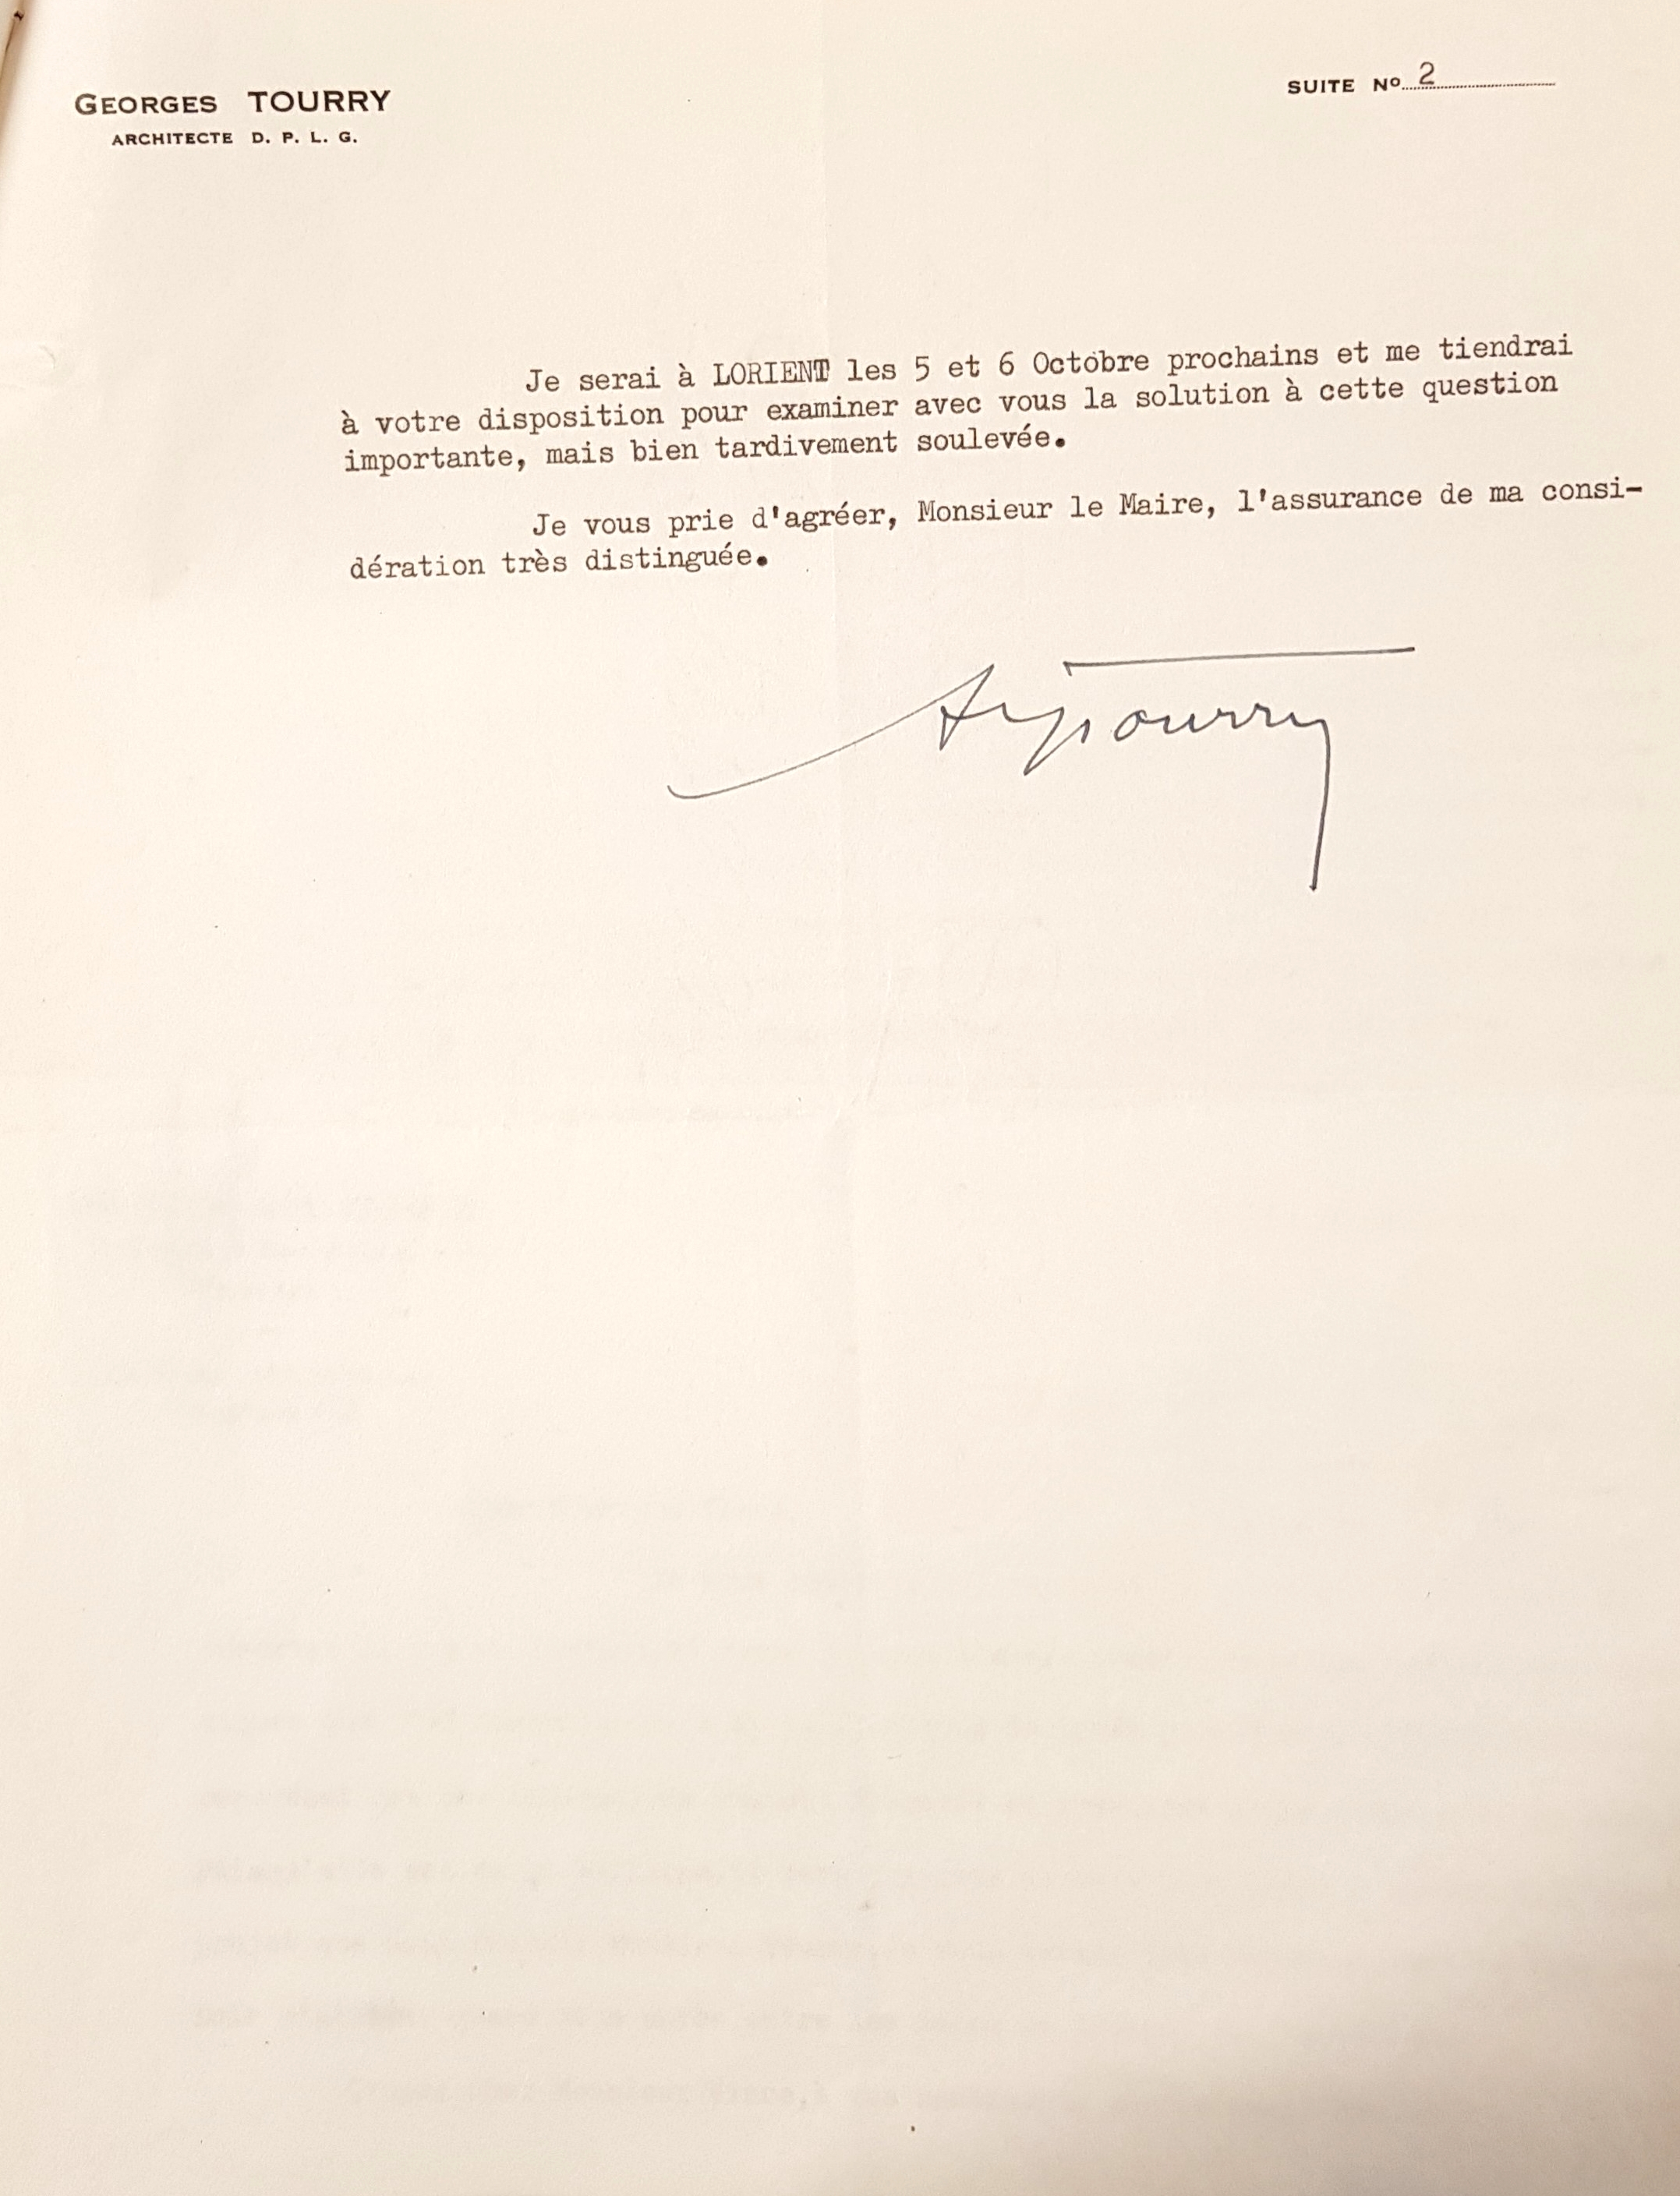 GEORGES TOURRY
ARCHITECTE D. P. L. G.
SUITE Nº 2
Je serai à LORIENT les 5 et 6 Octobre prochains et me tiendrai
à votre disposition pour examiner avec vous la solution à cette question
importante, mais bien tardivement soulevée.
Je vous prie d'agréer, Monsieur le Maire, l'assurance de ma consi-
dération très distinguée.
Tourry